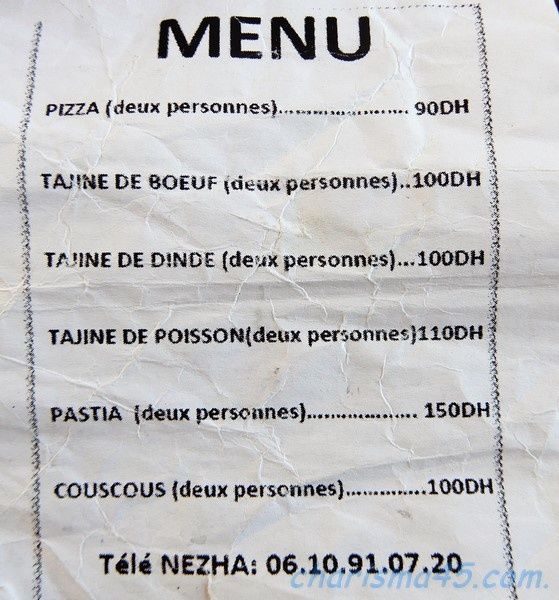 MENU
PIZZA (deux personnes)...................... 90DH
TAJINE DE BOEUF (deux personnes)..100DH
TAJINE DE DINDE (deux personnes)...100DH
TAJINE DE POISSON(deux personnes)110DH
PASTIA (deux personnes)................... 150DH
COUSCOUS (deux personnes)..............100DH
Télé NEZHA: 06.10.91.07.20
charisma45.com.